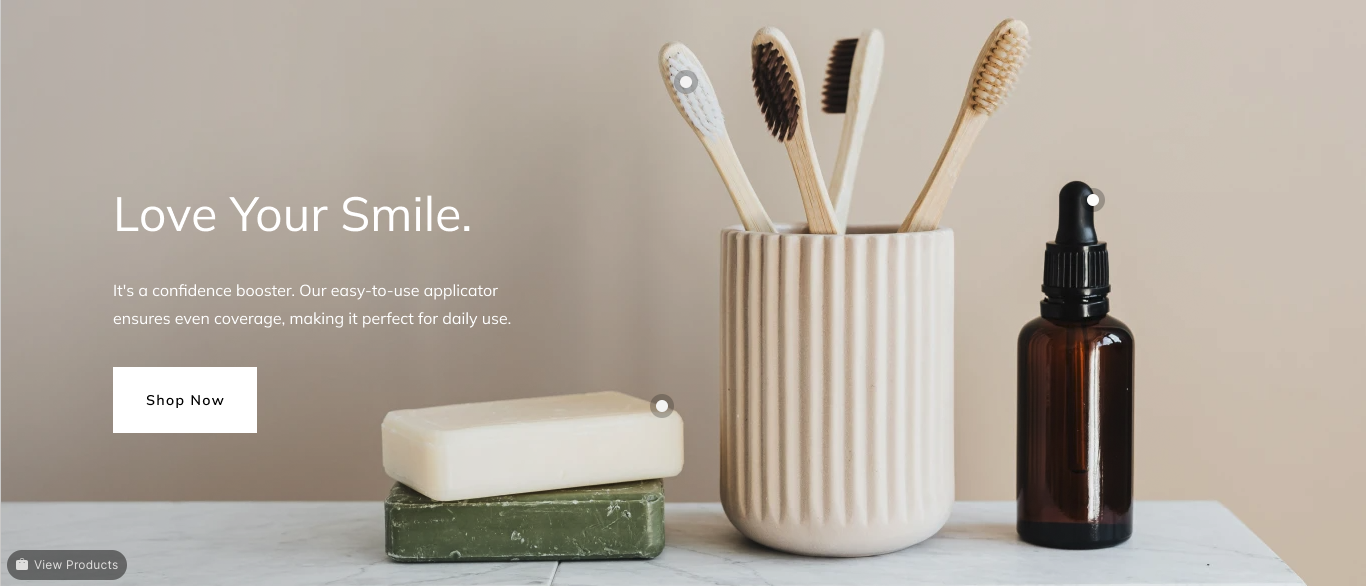 Love Your Smile.
It's a confidence booster. Our easy-to-use applicator
ensures even coverage, making it perfect for daily use.
Shop Now
View Products